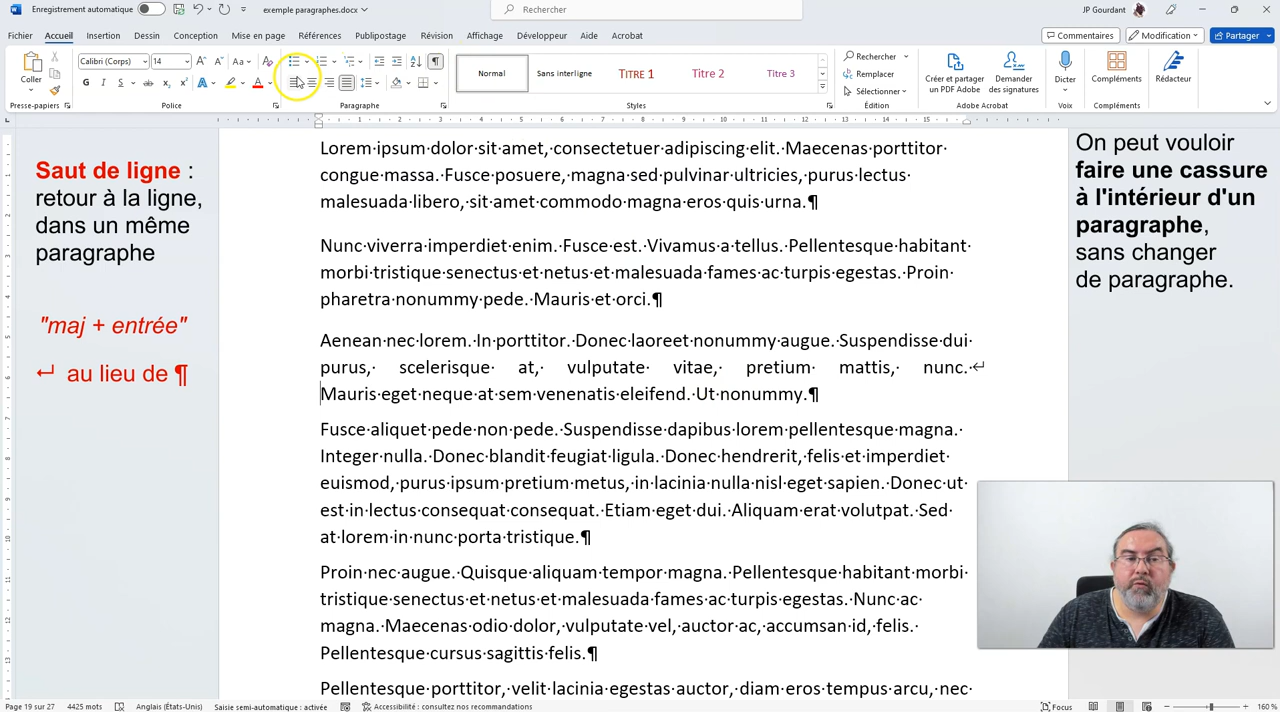 Enregistrement automatique
exemple paragraphes.docx
Rechercher
JP Gourdant
Fichier Accueil Insertion Dessin Conception Mise en page Références Publipostage Révision Affichage Développeur Aide Acrobat
Commentaires Modification Partager
Coller
Presse-papiers
Calibri (Corps) 14
G I S
Police
Paragraphe
Normal Sans interligne Titre 1 Titre 2 Titre 3
Styles
Rechercher
Remplacer
Sélectionner
Édition
Créer et partager
un PDF Adobe
Demander
des signatures
Adobe Acrobat
Dicter
Voix
Compléments
Compléments
Rédacteur
1 2 3 4 5 6 7 8 9 10 11 12 13 14 15
Saut de ligne :
retour à la ligne,
dans un même
paragraphe
"maj + entrée"
↵ au lieu de ¶
Lorem·ipsum·dolor·sit·amet,·consectetuer·adipiscing·elit.·Maecenas·porttitor·
congue·massa.·Fusce·posuere,·magna·sed·pulvinar·ultricies,·purus·lectus·
malesuada·libero,·sit·amet·commodo·magna·eros·quis·urna.¶
Nunc·viverra·imperdiet·enim.·Fusce·est.·Vivamus·a·tellus.·Pellentesque·habitant·
morbi·tristique·senectus·et·netus·et·malesuada·fames·ac·turpis·egestas.·Proin·
pharetra·nonummy·pede.·Mauris·et·orci.¶
Aenean·nec·lorem.·In·porttitor.·Donec·laoreet·nonummy·augue.·Suspendisse·dui·
purus,· scelerisque· at,· vulputate· vitae,· pretium· mattis,· nunc.·↵
Mauris·eget·neque·at·sem·venenatis·eleifend.·Ut·nonummy.¶
Fusce·aliquet·pede·non·pede.·Suspendisse·dapibus·lorem·pellentesque·magna.·
Integer·nulla.·Donec·blandit·feugiat·ligula.·Donec·hendrerit,·felis·et·imperdiet·
euismod,·purus·ipsum·pretium·metus,·in·lacinia·nulla·nisl·eget·sapien.·Donec·ut·
est·in·lectus·consequat·consequat.·Etiam·eget·dui.·Aliquam·erat·volutpat.·Sed·
at·lorem·in·nunc·porta·tristique.¶
Proin·nec·augue.·Quisque·aliquam·tempor·magna.·Pellentesque·habitant·morbi·
tristique·senectus·et·netus·et·malesuada·fames·ac·turpis·egestas.·Nunc·ac·
magna.·Maecenas·odio·dolor,·vulputate·vel,·auctor·ac,·accumsan·id,·felis.·
Pellentesque·cursus·sagittis·felis.¶
Pellentesque·porttitor,·velit·lacinia·egestas·auctor,·diam·eros·tempus·arcu,·nec·
On peut vouloir
faire une cassure
à l'intérieur d'un
paragraphe,
sans changer
de paragraphe.
Page 19 sur 27 4425 mots Anglais (États-Unis) Saisie semi-automatique : activée Accessibilité : consultez nos recommandations Focus 160 %